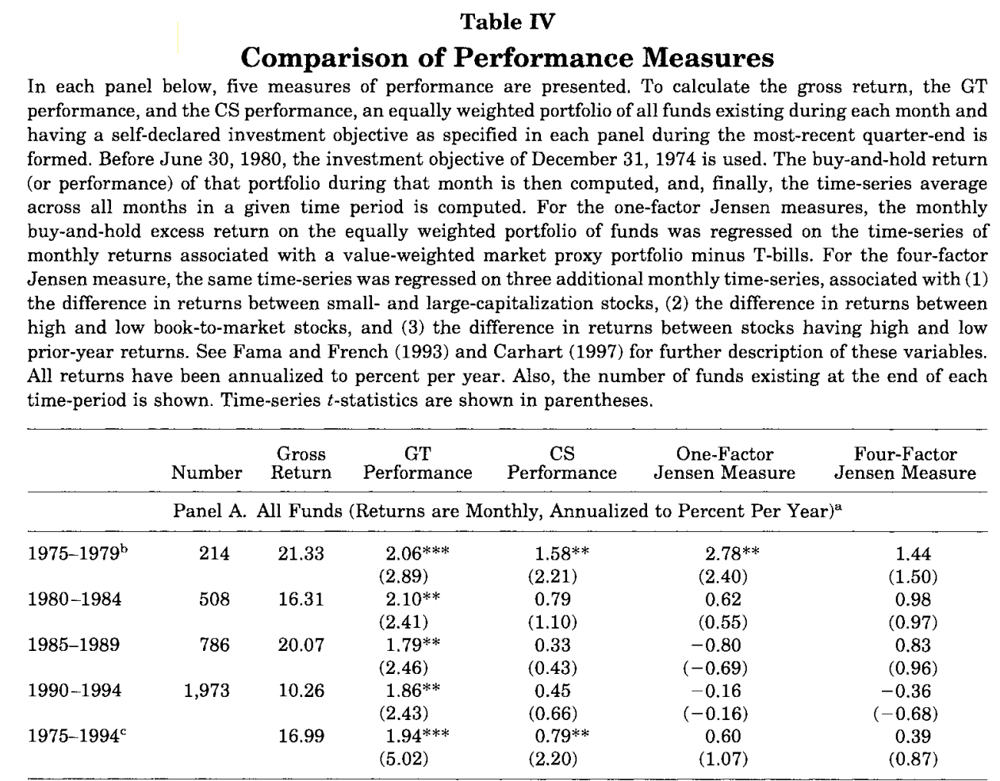 Table IV
Comparison of Performance Measures
In each panel below, five measures of performance are presented. To calculate the gross return, the GT
performance, and the CS performance, an equally weighted portfolio of all funds existing during each month and
having a self-declared investment objective as specified in each panel during the most-recent quarter-end is
formed. Before June 30, 1980, the investment objective of December 31, 1974 is used. The buy-and-hold return
(or performance) of that portfolio during that month is then computed, and, finally, the time-series average
across all months in a given time period is computed. For the one-factor Jensen measures, the monthly
buy-and-hold excess return on the equally weighted portfolio of funds was regressed on the time-series of
monthly returns associated with a value-weighted market proxy portfolio minus T-bills. For the four-factor
Jensen measure, the same time-series was regressed on three additional monthly time-series, associated with (1)
the difference in returns between small- and large-capitalization stocks, (2) the difference in returns between
high and low book-to-market stocks, and (3) the difference in returns between stocks having high and low
prior-year returns. See Fama and French (1993) and Carhart (1997) for further description of these variables.
All returns have been annualized to percent per year. Also, the number of funds existing at the end of each
time-period is shown. Time-series t-statistics are shown in parentheses.
Gross GT CS One-Factor Four-Factor
Number Return Performance Performance Jensen Measure Jensen Measure
Panel A. All Funds (Returns are Monthly, Annualized to Percent Per Year)ᵃ
1975–1979ᵇ 214 21.33 2.06*** 1.58** 2.78** 1.44
(2.89) (2.21) (2.40) (1.50)
1980–1984 508 16.31 2.10** 0.79 0.62 0.98
(2.41) (1.10) (0.55) (0.97)
1985–1989 786 20.07 1.79** 0.33 −0.80 0.83
(2.46) (0.43) (−0.69) (0.96)
1990–1994 1,973 10.26 1.86** 0.45 −0.16 −0.36
(2.43) (0.66) (−0.16) (−0.68)
1975–1994ᶜ 16.99 1.94*** 0.79** 0.60 0.39
(5.02) (2.20) (1.07) (0.87)